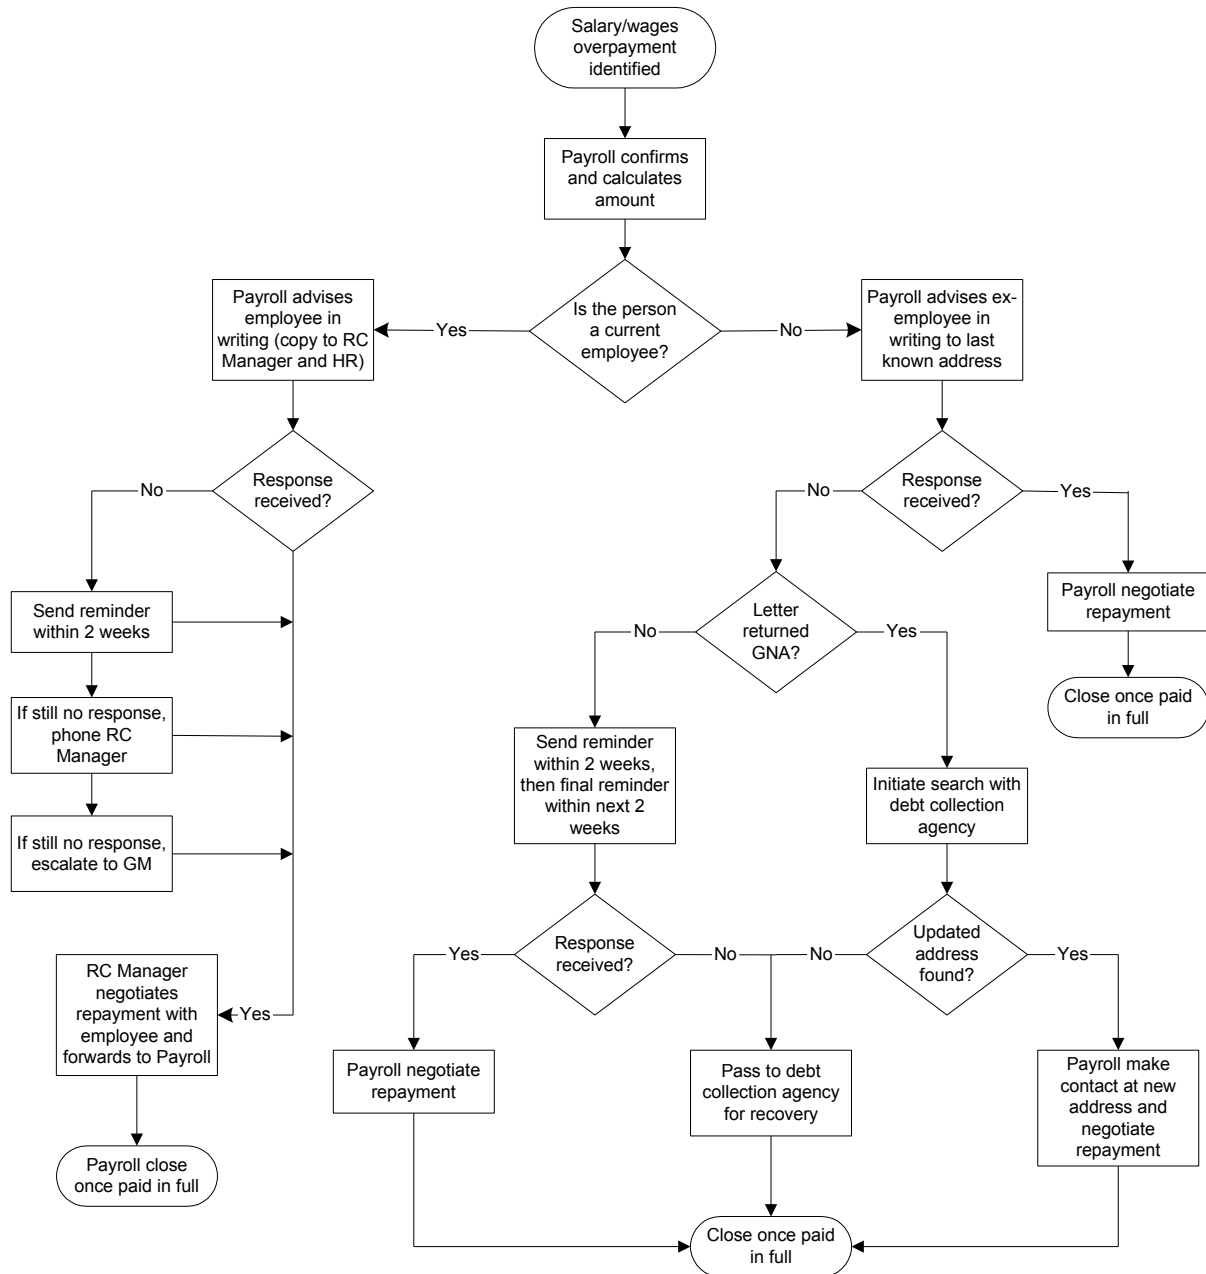 Salary/wages
overpayment
identified
Payroll confirms
and calculates
amount
Is the person
a current
employee?
Yes
No
Payroll advises
employee in
writing (copy to RC
Manager and HR)
Payroll advises ex-
employee in
writing to last
known address
Response
received?
No
Response
received?
No
Yes
Send reminder
within 2 weeks
If still no response,
phone RC
Manager
If still no response,
escalate to GM
Yes
RC Manager
negotiates
repayment with
employee and
forwards to Payroll
Payroll close
once paid in full
Payroll negotiate
repayment
Close once paid
in full
Letter
returned
GNA?
No
Yes
Send reminder
within 2 weeks,
then final reminder
within next 2
weeks
Initiate search with
debt collection
agency
Response
received?
Yes
No
Updated
address
found?
No
Yes
Payroll negotiate
repayment
Pass to debt
collection agency
for recovery
Payroll make
contact at new
address and
negotiate
repayment
Close once paid
in full